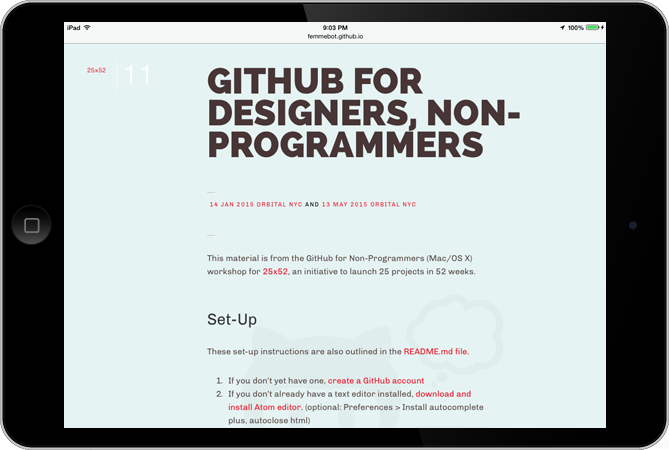 iPad 9:03 PM 100%
femmebot.github.io
25x52 11
GITHUB FOR
DESIGNERS, NON-
PROGRAMMERS
14 JAN 2015 ORBITAL NYC AND 13 MAY 2015 ORBITAL NYC
This material is from the GitHub for Non-Programmers (Mac/OS X)
workshop for 25x52, an initiative to launch 25 projects in 52 weeks.
Set-Up
These set-up instructions are also outlined in the README.md file.
1. If you don't yet have one, create a GitHub account
2. If you don't already have a text editor installed, download and
install Atom editor. (optional: Preferences > Install autocomplete
plus, autoclose html)